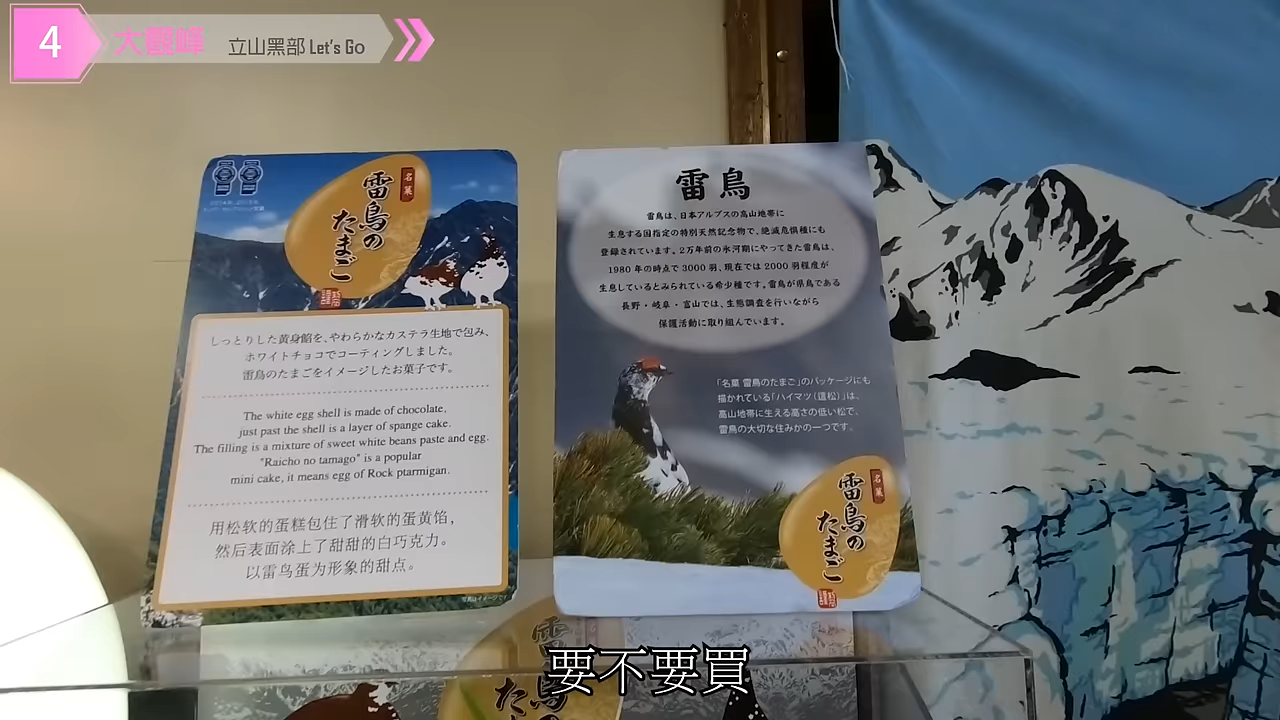 4
大觀峰 立山黑部 Let's Go
名菓
雷鳥の
たまご
しっとりした黄身餡を、やわらかなカステラ生地で包み、
ホワイトチョコでコーティングしました。
雷鳥のたまごをイメージしたお菓子です。
The white egg shell is made of chocolate,
just past the shell is a layer of spange cake.
The filling is a mixture of sweet white beans paste and egg.
"Raicho no tamago" is a popular
mini cake, it means egg of Rock ptarmigan.
用松软的蛋糕包住了滑软的蛋黄馅，
然后表面涂上了甜甜的白巧克力。
以雷鸟蛋为形象的甜点。
雷鳥
雷鳥は、日本アルプスの高山地帯に
生息する国指定の特別天然記念物で、絶滅危惧種にも
登録されています。2万年前の氷河期にやってきた雷鳥は、
1980年の時点で3000羽、現在では2000羽程度が
生息しているとみられている希少種です。雷鳥が県鳥である
長野・岐阜・富山では、生態調査を行いながら
保護活動に取り組んでいます。
「名菓 雷鳥のたまご」のパッケージにも
描かれている「ハイマツ(這松)」は、
高山地帯に生える高さの低い松で、
雷鳥の大切な住みかの一つです。
名菓
雷鳥の
たまご
雷鳥
た
要不要買